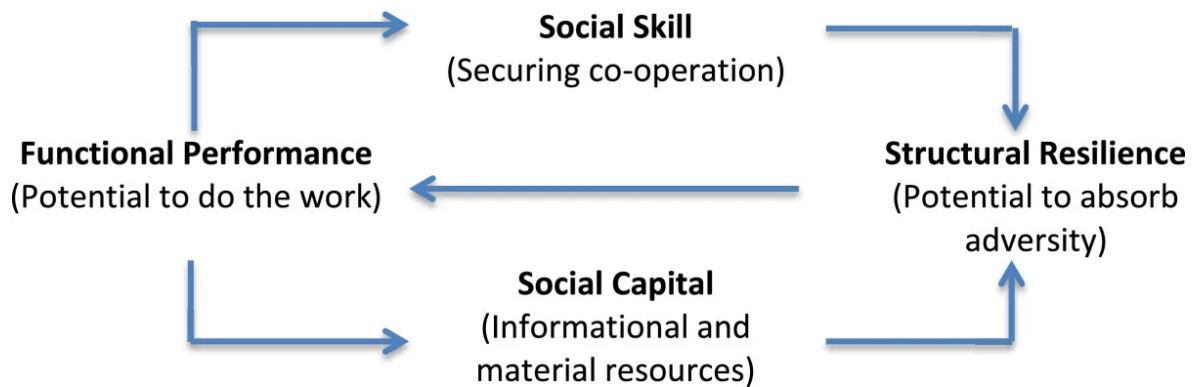 Social Skill
(Securing co-operation)
Functional Performance
(Potential to do the work)
Structural Resilience
(Potential to absorb
adversity)
Social Capital
(Informational and
material resources)